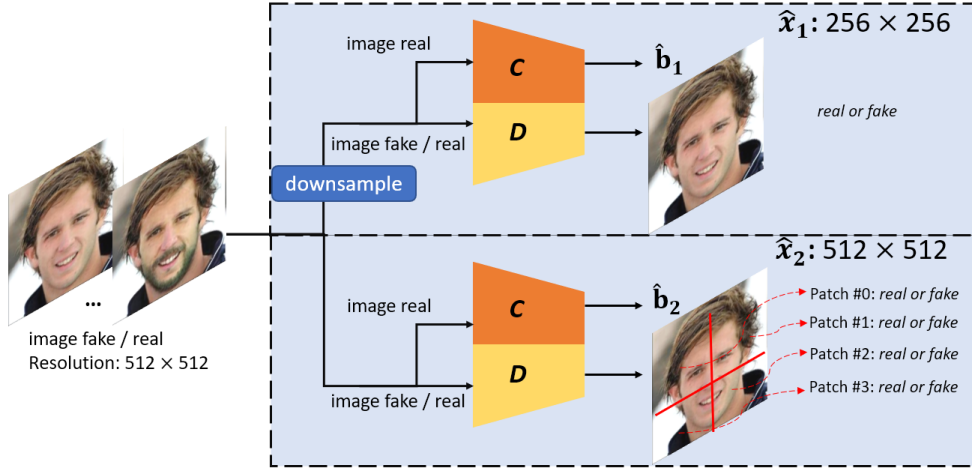 image fake / real
Resolution: 512 × 512
...
downsample
image real
image fake / real
C
D
b̂₁
x̂₁: 256 × 256
real or fake
image real
image fake / real
C
D
b̂₂
x̂₂: 512 × 512
Patch #0: real or fake
Patch #1: real or fake
Patch #2: real or fake
Patch #3: real or fake